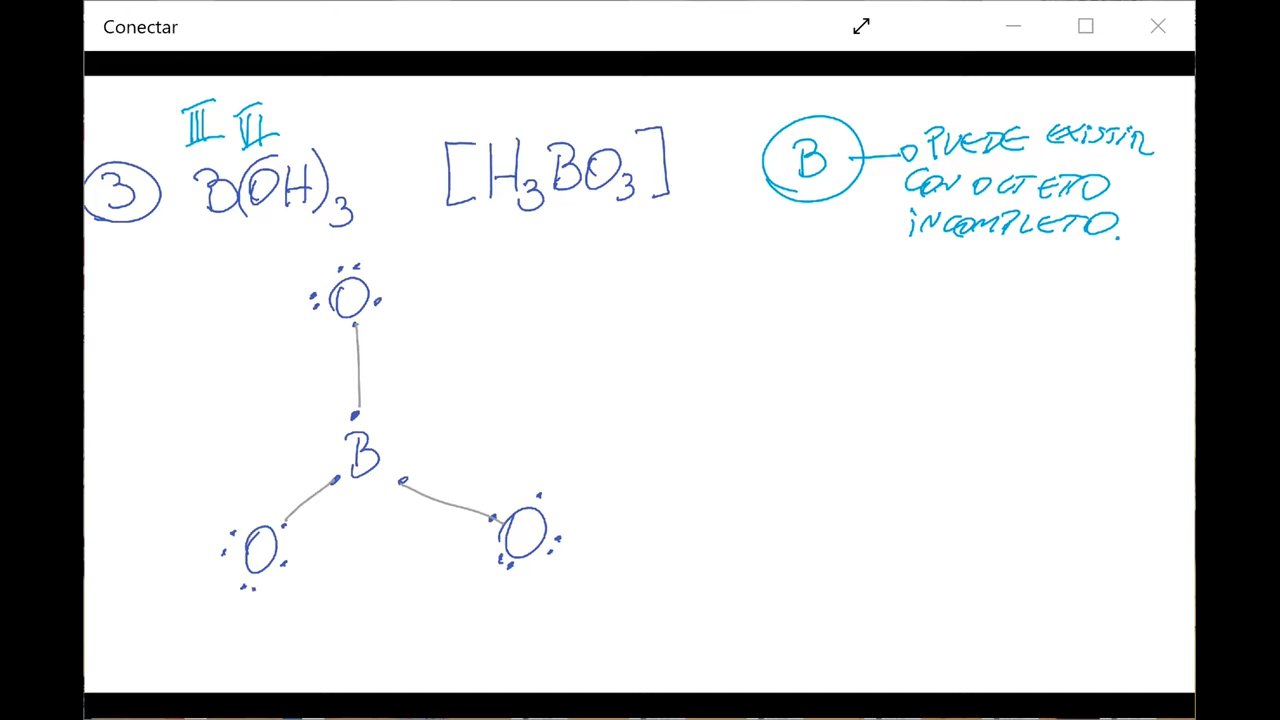 Conectar
III VI
3 B(OH)3 [H3BO3]
B PUEDE EXISTIR
CON OCTETO
INCOMPLETO.
O
B
O O